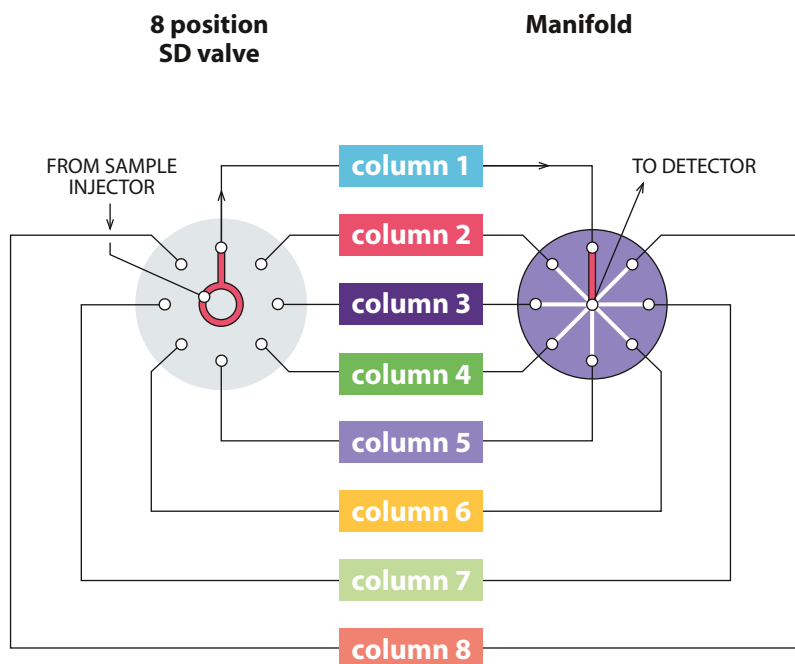 8 position
SD valve
Manifold
FROM SAMPLE
INJECTOR
TO DETECTOR
column 1
column 2
column 3
column 4
column 5
column 6
column 7
column 8